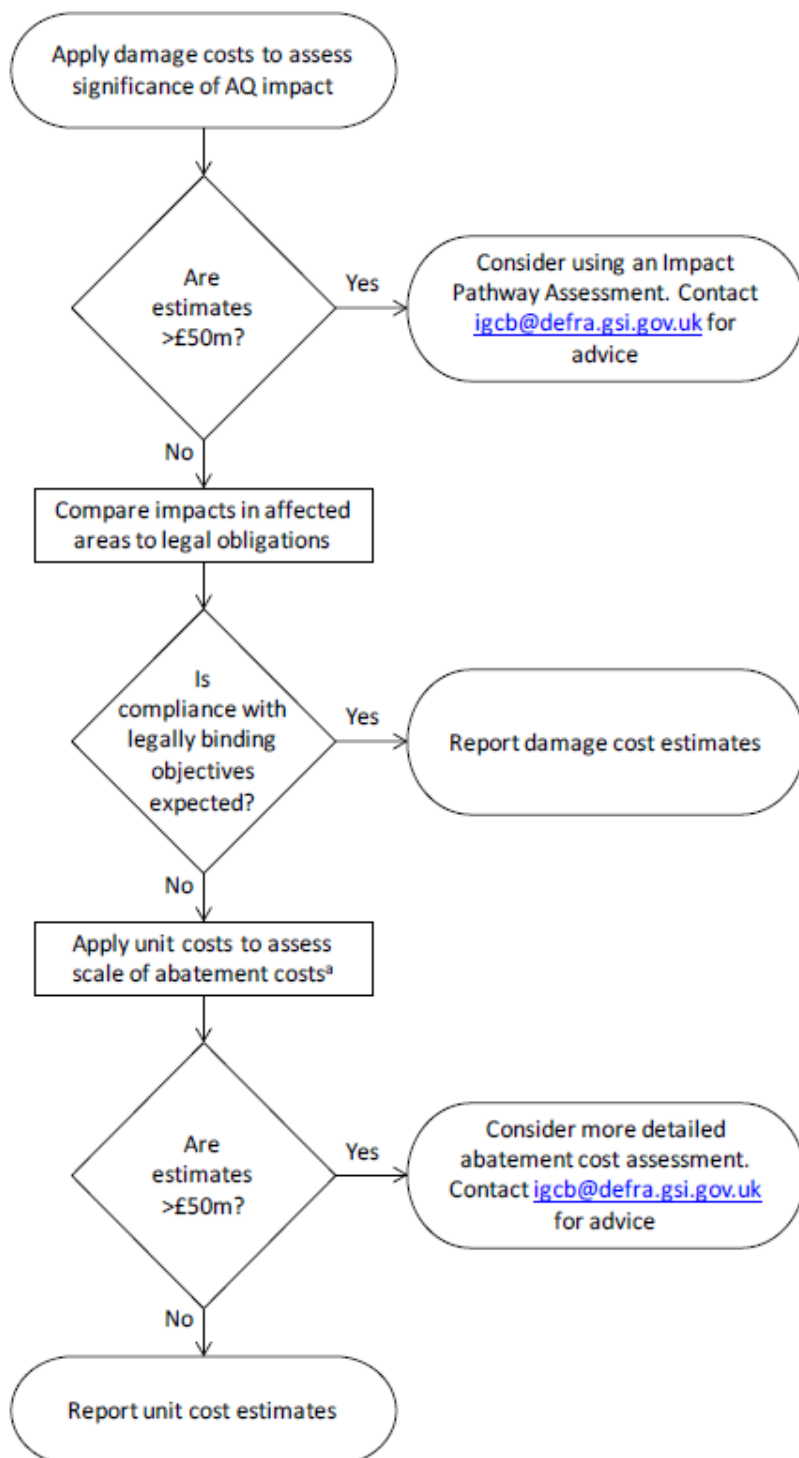 Apply damage costs to assess
significance of AQ impact
Are
estimates
>£50m?
Yes
Consider using an Impact
Pathway Assessment. Contact
igcb@defra.gsi.gov.uk for
advice
No
Compare impacts in affected
areas to legal obligations
Is
compliance with
legally binding
objectives
expected?
Yes
Report damage cost estimates
No
Apply unit costs to assess
scale of abatement costsª
Are
estimates
>£50m?
Yes
Consider more detailed
abatement cost assessment.
Contact igcb@defra.gsi.gov.uk
for advice
No
Report unit cost estimates